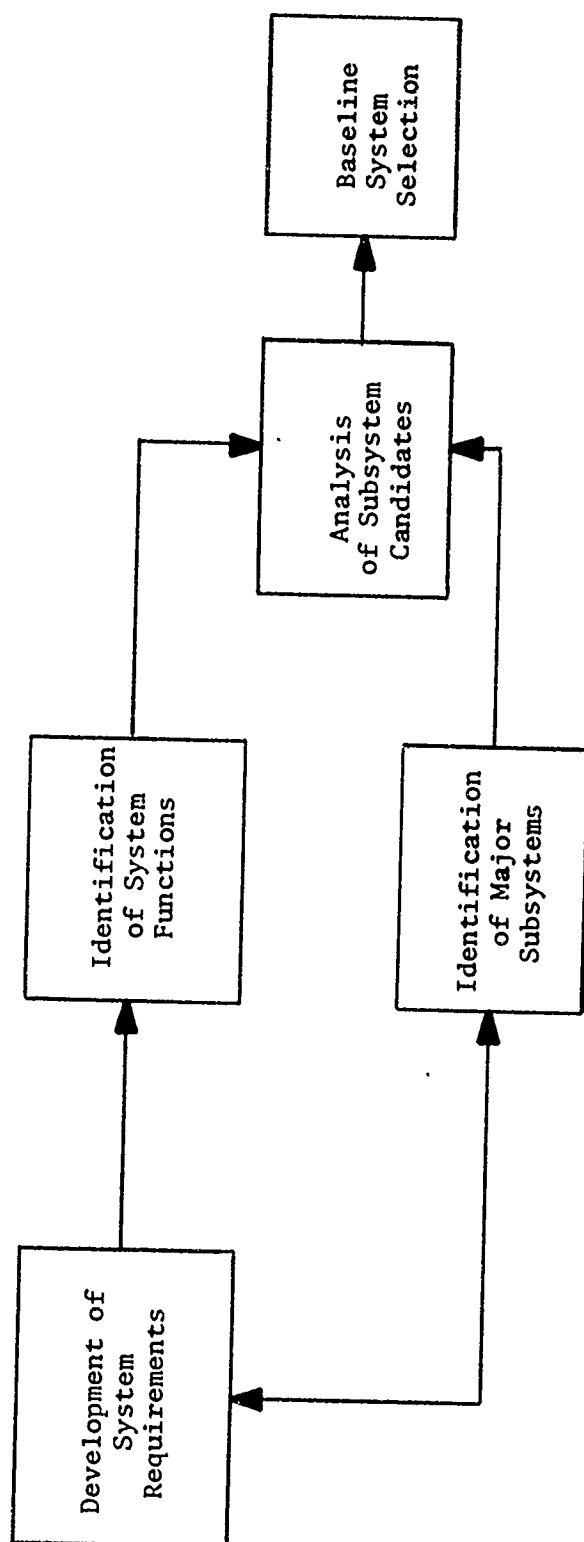 Development of
System
Requirements
Identification
of System
Functions
Identification
of Major
Subsystems
Analysis
of Subsystem
Candidates
Baseline
System
Selection